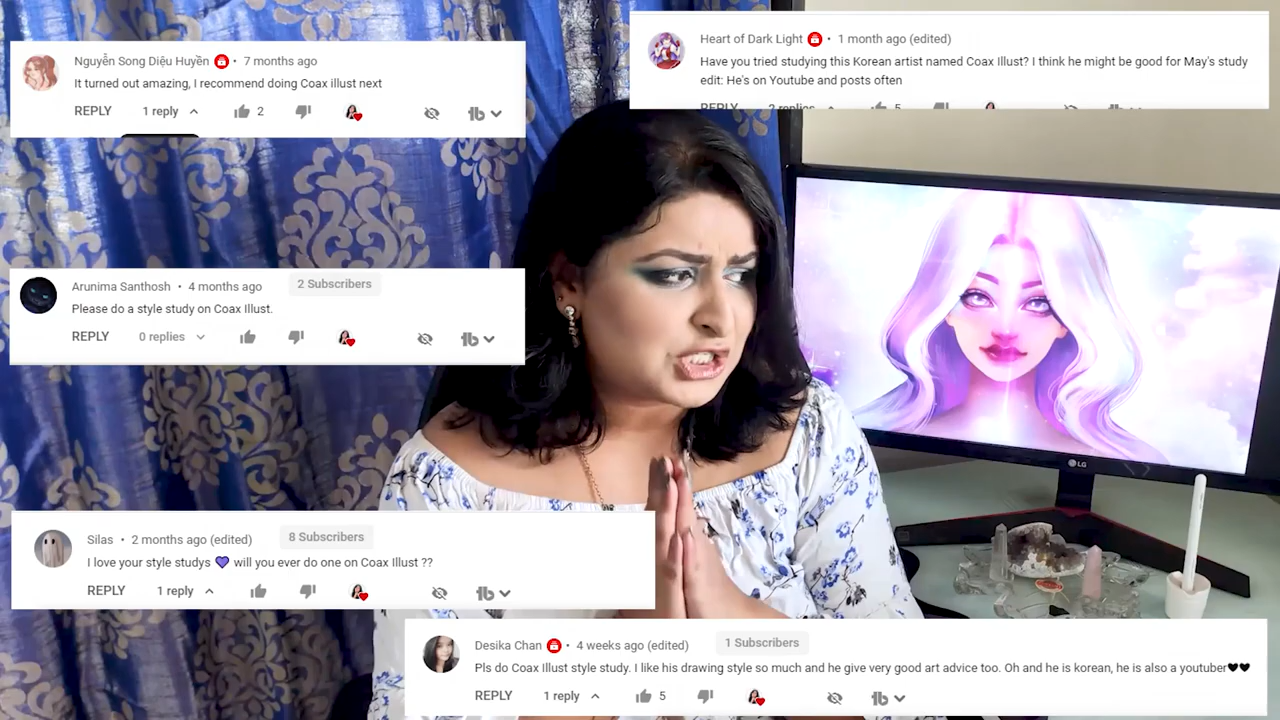 Nguyễn Song Diệu Huyền • 7 months ago
It turned out amazing, I recommend doing Coax illust next
REPLY 1 reply 2
Heart of Dark Light • 1 month ago (edited)
Have you tried studying this Korean artist named Coax Illust? I think he might be good for May's study
edit: He's on Youtube and posts often
REPLY 2 replies 5
Arunima Santhosh • 4 months ago 2 Subscribers
Please do a style study on Coax Illust.
REPLY 0 replies
LG
Silas • 2 months ago (edited) 8 Subscribers
I love your style studys 💜 will you ever do one on Coax Illust ??
REPLY 1 reply
Desika Chan • 4 weeks ago (edited) 1 Subscribers
Pls do Coax Illust style study. I like his drawing style so much and he give very good art advice too. Oh and he is korean, he is also a youtuber🖤🖤
REPLY 1 reply 5